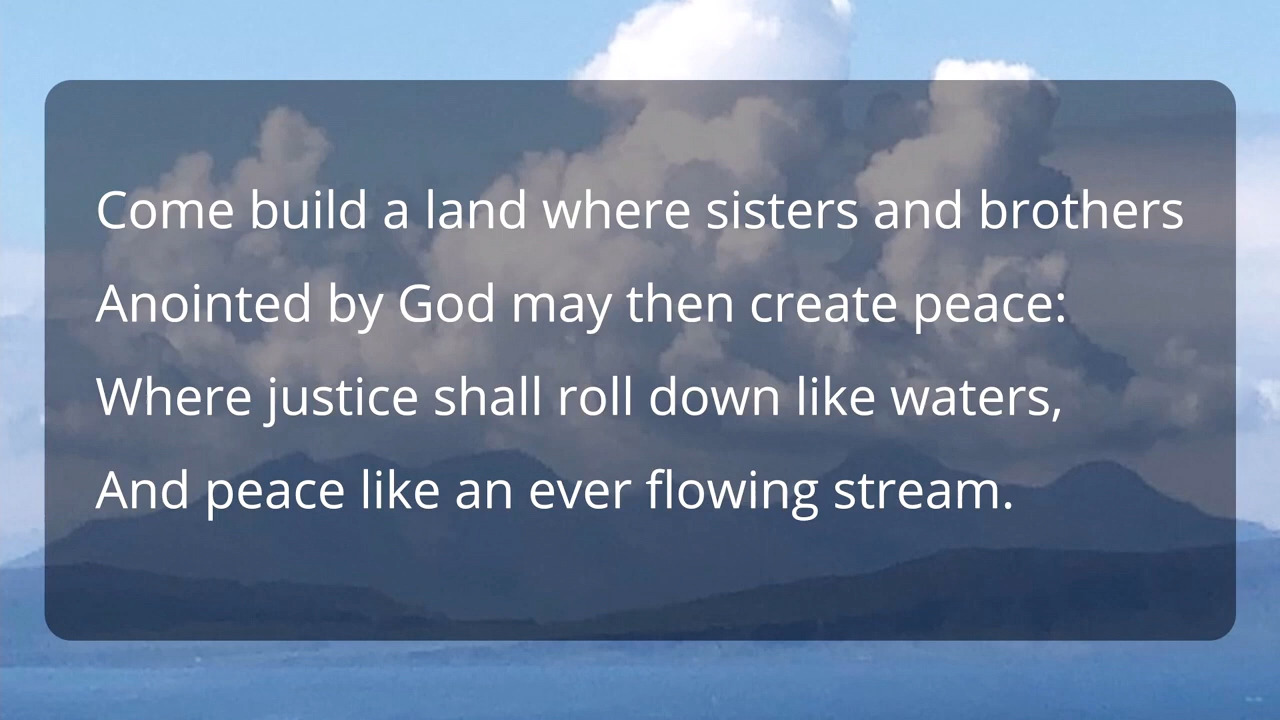 Come build a land where sisters and brothers
Anointed by God may then create peace:
Where justice shall roll down like waters,
And peace like an ever flowing stream.